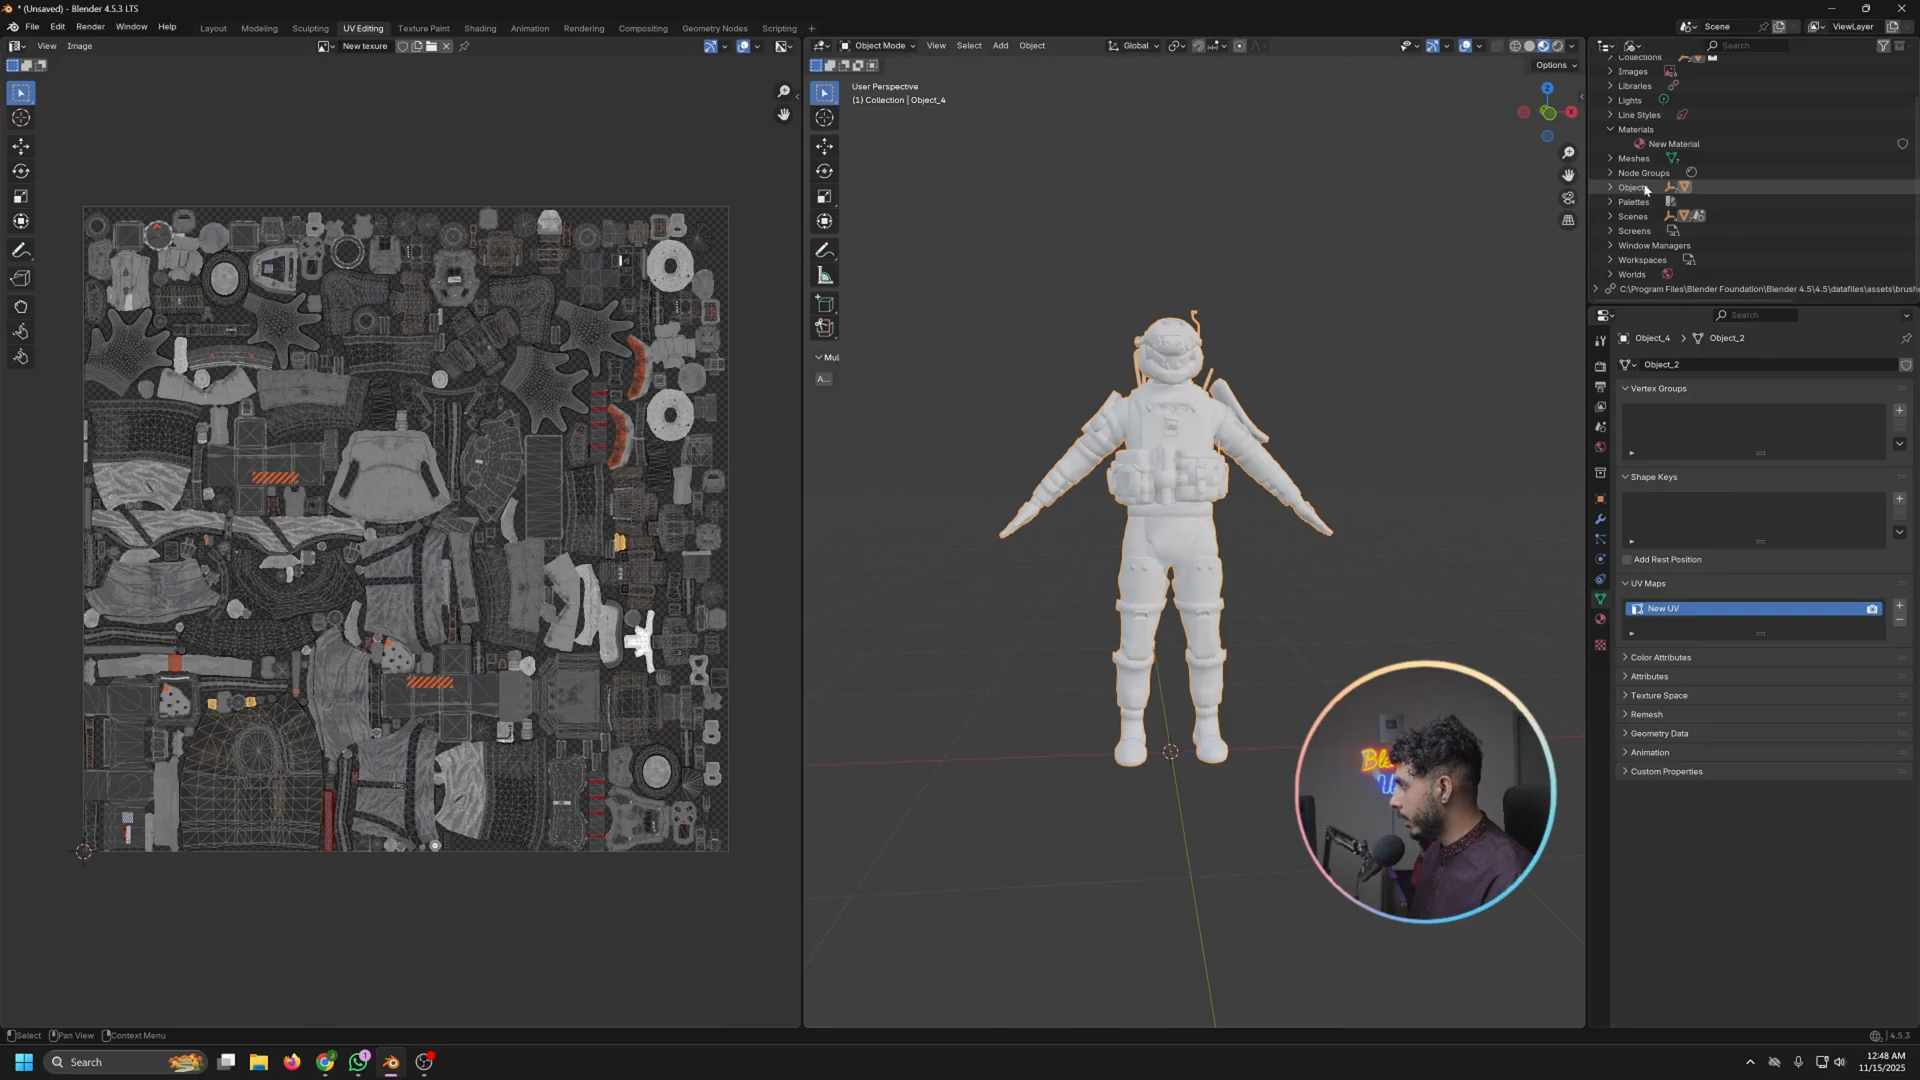 * (Unsaved) - Blender 4.5.3 LTS
File Edit Render Window Help Layout Modeling Sculpting UV Editing Texture Paint Shading Animation Rendering Compositing Geometry Nodes Scripting + Scene ViewLayer
View Image New texure Object Mode View Select Add Object Global Search
Options
User Perspective
(1) Collection | Object_4
Z
X
Mul
A...
Collections
Images
Libraries
Lights
Line Styles
Materials
New Material
Meshes
Node Groups
Object
Palettes
Scenes
Screens
Window Managers
Workspaces
Worlds
C:\Program Files\Blender Foundation\Blender 4.5\4.5\datafiles\assets\brushe
Search
Object_4 > Object_2
Object_2
Vertex Groups
Shape Keys
Add Rest Position
UV Maps
New UV
Color Attributes
Attributes
Texture Space
Remesh
Geometry Data
Animation
Custom Properties
Select Pan View Context Menu 4.5.3
Search 1 12:48 AM
11/15/2025